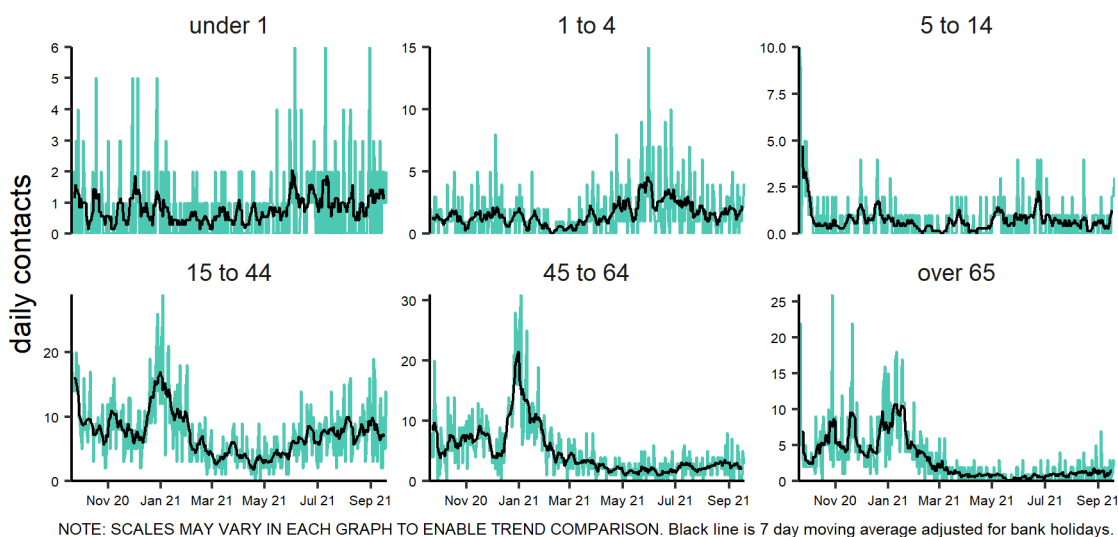 under 1
1 to 4
5 to 14
6
5
4
3
2
1
0
15
10
5
0
10.0
7.5
5.0
2.5
0.0
daily contacts
15 to 44
45 to 64
over 65
20
10
0
30
20
10
0
25
20
15
10
5
0
Nov 20 Jan 21 Mar 21 May 21 Jul 21 Sep 21
Nov 20 Jan 21 Mar 21 May 21 Jul 21 Sep 21
Nov 20 Jan 21 Mar 21 May 21 Jul 21 Sep 21
NOTE: SCALES MAY VARY IN EACH GRAPH TO ENABLE TREND COMPARISON. Black line is 7 day moving average adjusted for bank holidays.